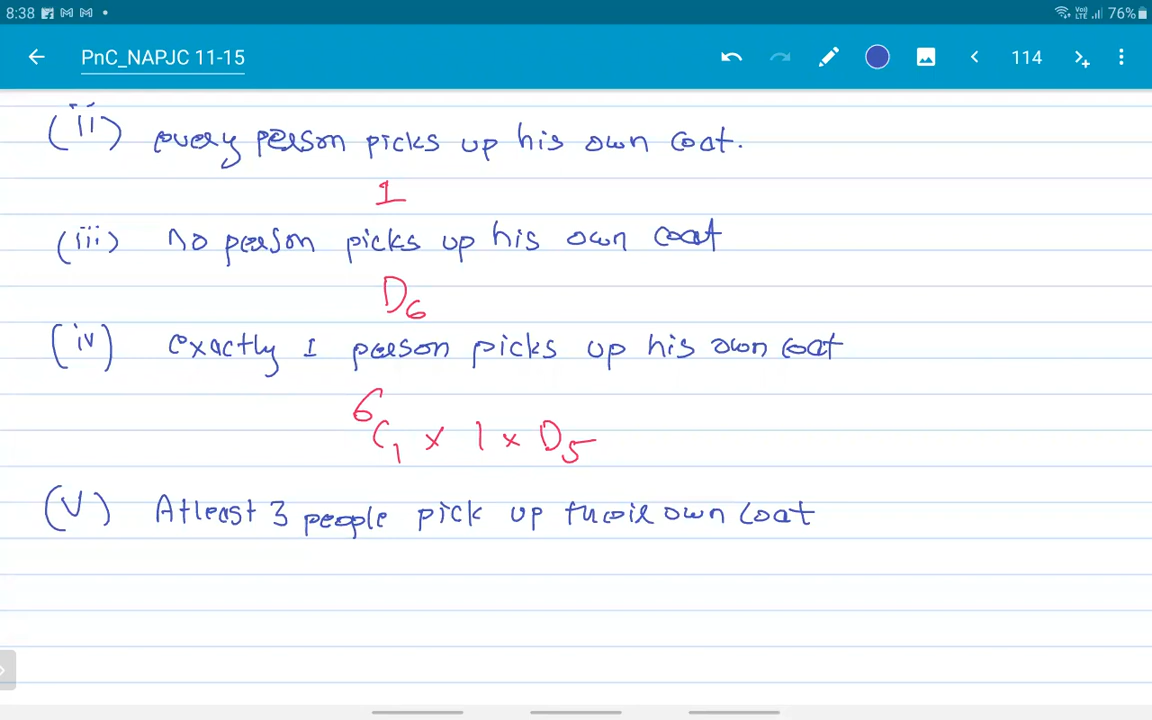 8:38 76%
PnC_NAPJC 11-15 114
(ii) every person picks up his own coat.
1
(iii) No person picks up his own coat
D6
(iv) exactly 1 person picks up his own coat
6C1 x 1 x D5
(V) Atleast 3 people pick up their own coat